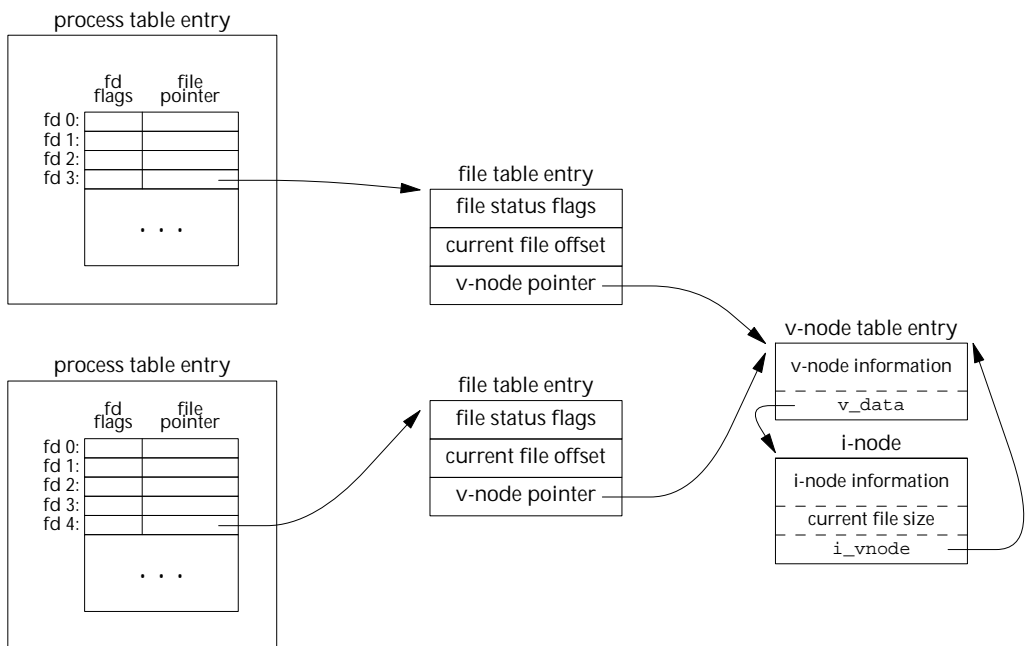 process table entry
fd flags
file pointer
fd 0:
fd 1:
fd 2:
fd 3:
. . .
file table entry
file status flags
current file offset
v-node pointer
process table entry
fd flags
file pointer
fd 0:
fd 1:
fd 2:
fd 3:
fd 4:
. . .
file table entry
file status flags
current file offset
v-node pointer
v-node table entry
v-node information
v_data
i-node
i-node information
current file size
i_vnode